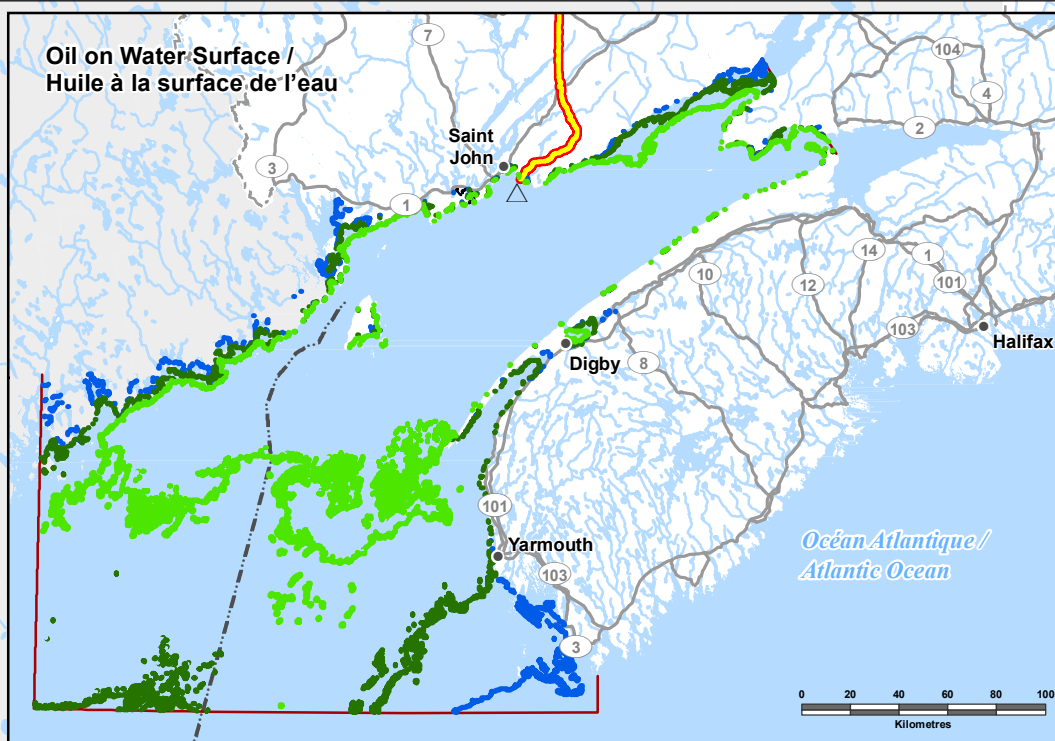 Oil on Water Surface /
Huile à la surface de l'eau
7
104
4
2
Saint
John
3
1
14
1
10
12
101
103
Halifax
Digby
8
101
Yarmouth
103
3
Océan Atlantique /
Atlantic Ocean
0 20 40 60 80 100
Kilometres